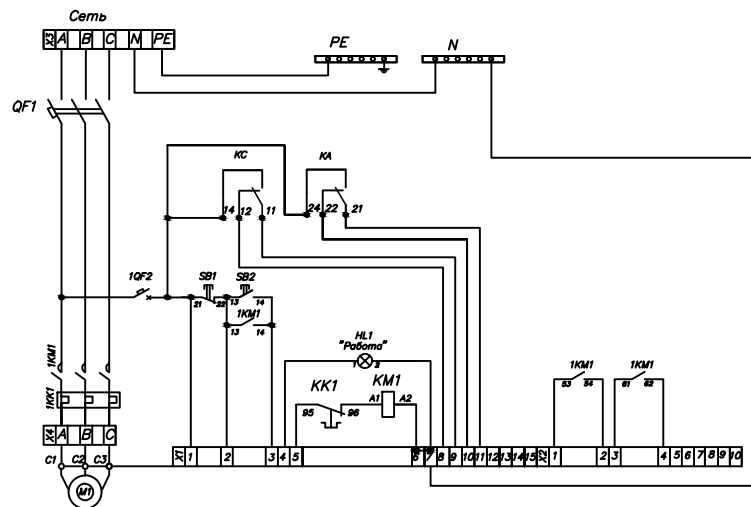 Сеть
X3 A B C N PE
PE
N
QF1
KC
KA
14 12 11
24 22 21
1QF2
SB1
SB2
21 22 13 14
1KM1
13 14
HL1
"Работа"
1 2
1KM1
1KK1
KK1
KM1
95 96 A1 A2
1KM1
53 54
1KM1
61 62
X4 A B C
X1 1 2 3 4 5 6 7 8 9 10 11 12 13 14 15 X2 1 2 3 4 5 6 7 8 9 10
C1 C2 C3
M1